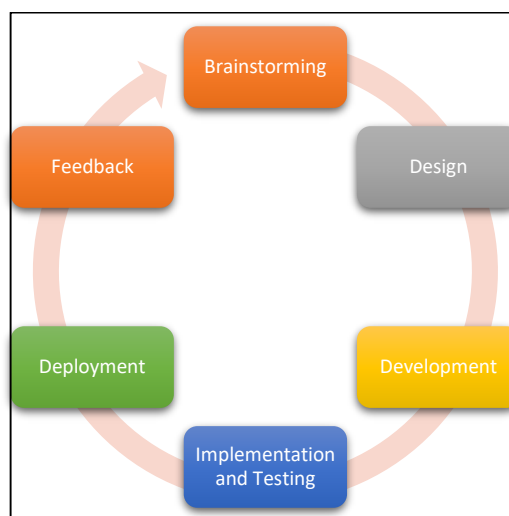 Brainstorming
Design
Development
Implementation
and Testing
Deployment
Feedback